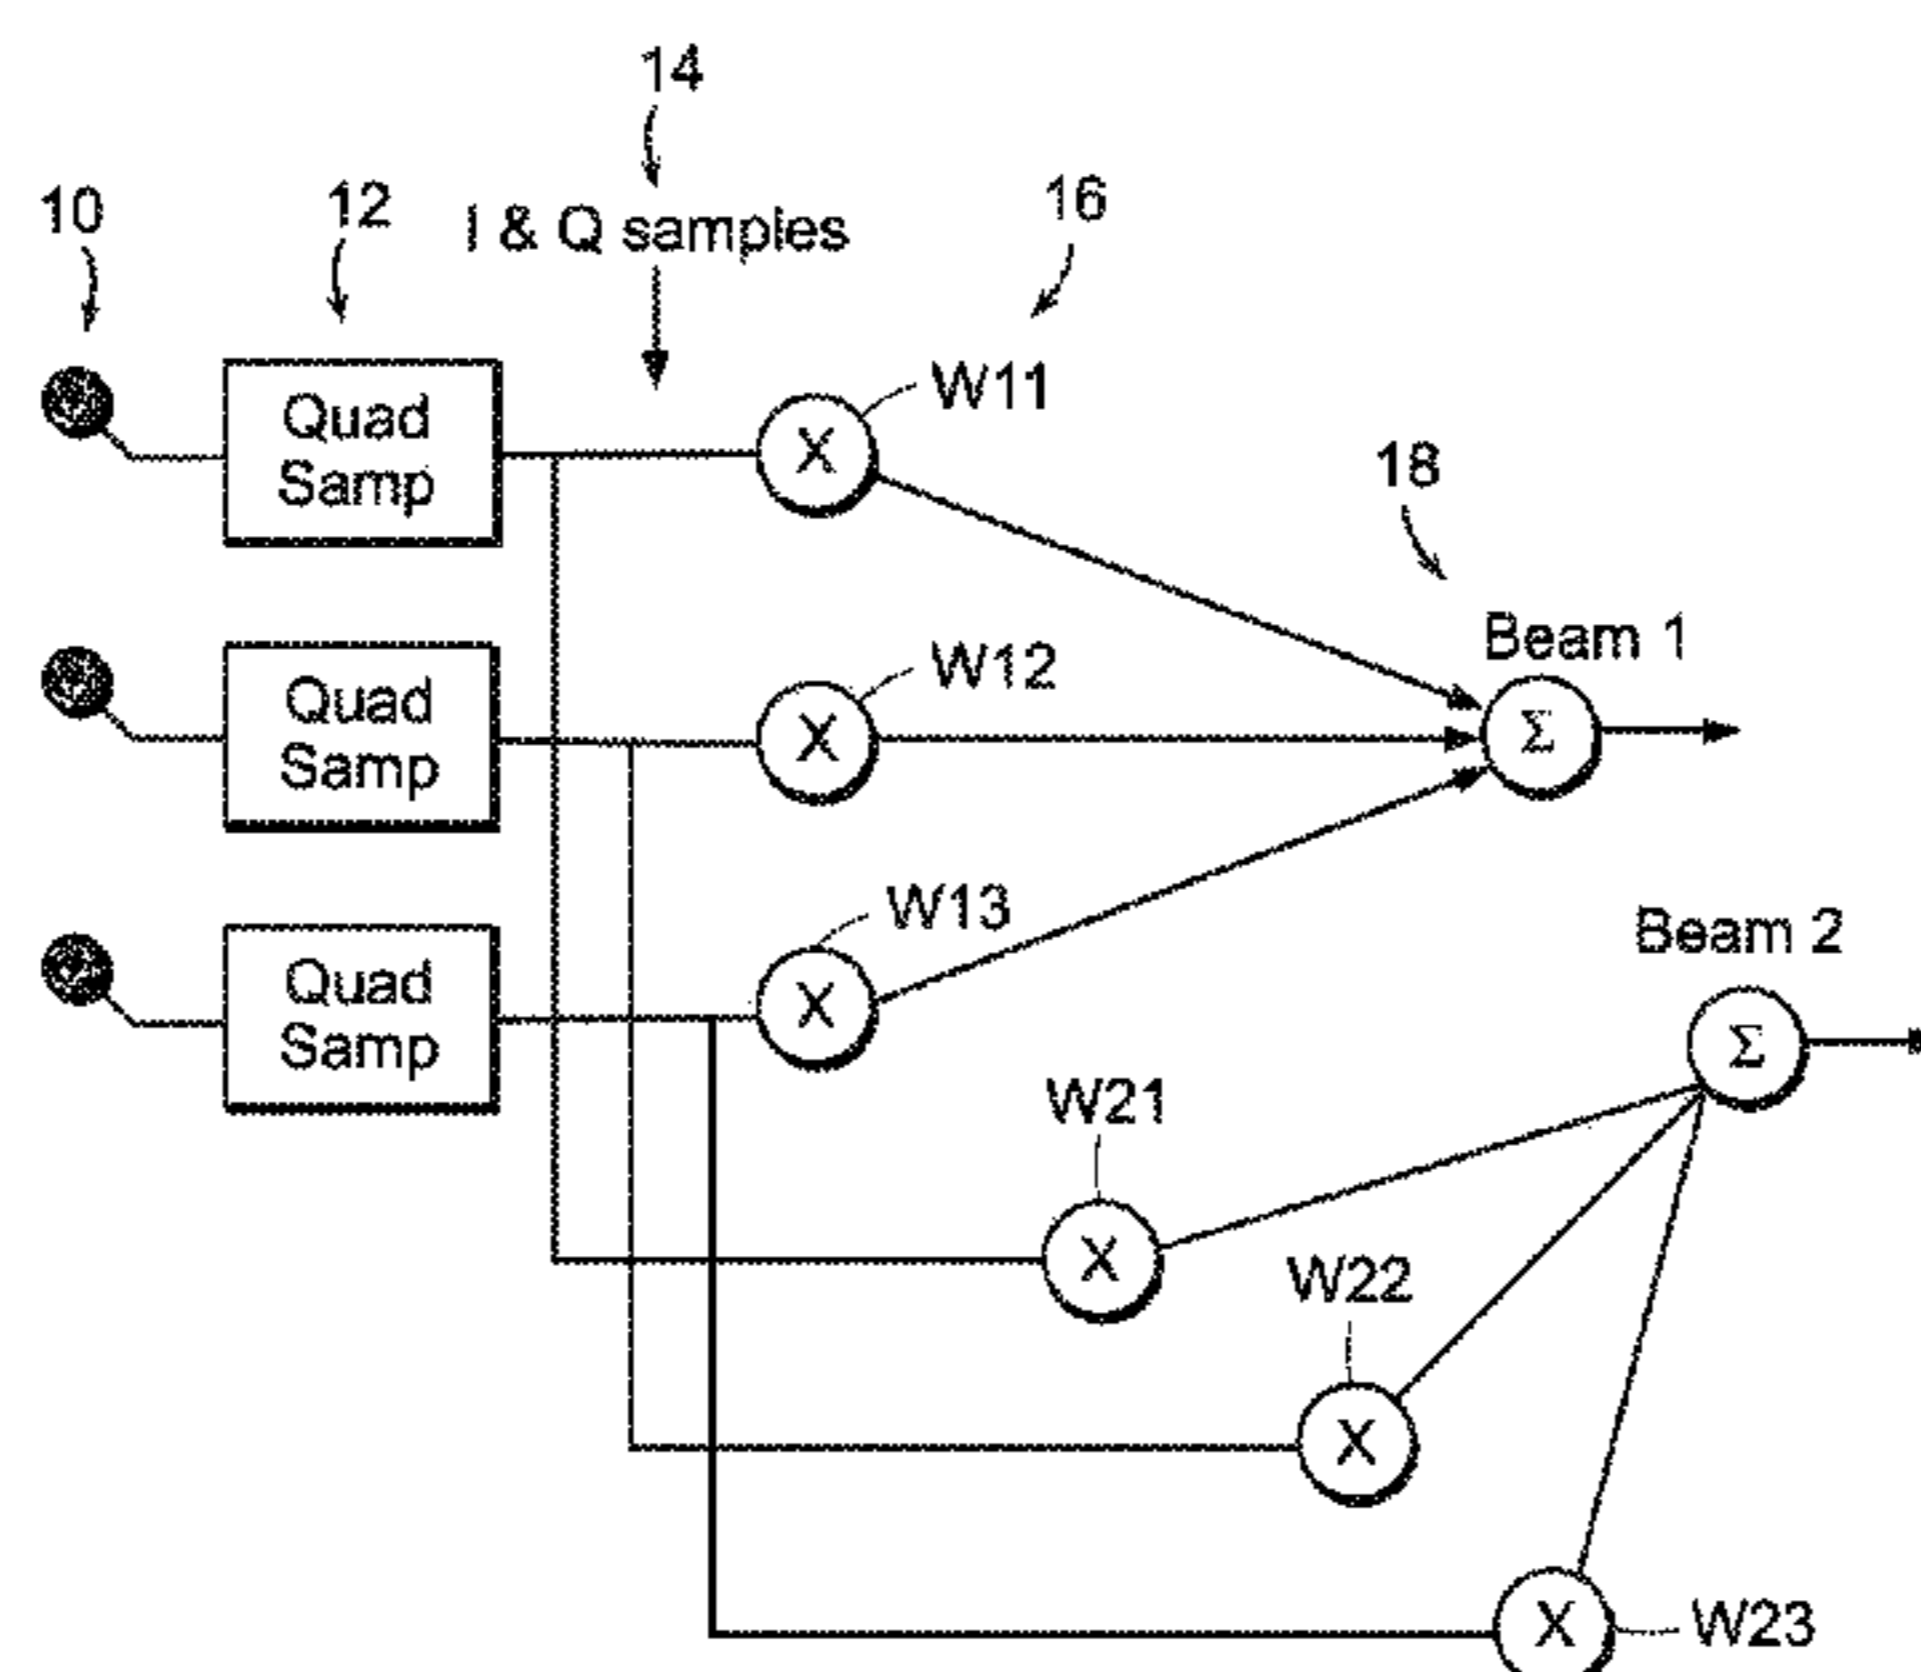 14
10
12
I & Q samples
16
W11
Quad
Samp
X
18
W12
Beam 1
Quad
Samp
X
Σ
W13
Beam 2
Quad
Samp
X
Σ
W21
X
W22
X
X
W23